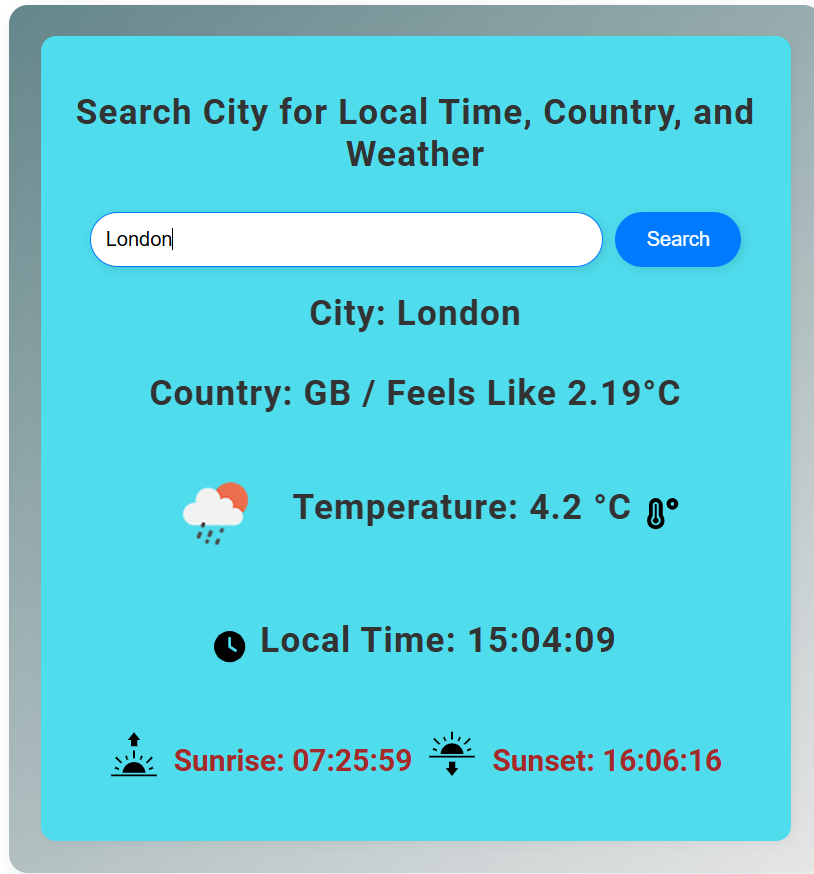 Search City for Local Time, Country, and
Weather
London
Search
City: London
Country: GB / Feels Like 2.19°C
Temperature: 4.2 °C
Local Time: 15:04:09
Sunrise: 07:25:59 Sunset: 16:06:16